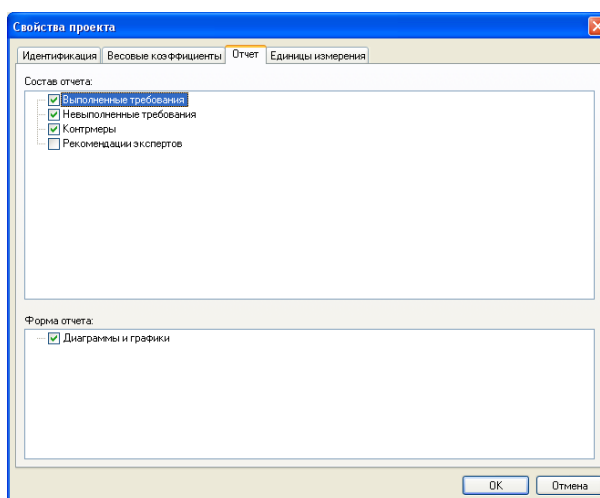 Свойства проекта
Идентификация Весовые коэффициенты Отчет Единицы измерения
Состав отчета:
Выполненные требования
Невыполненные требования
Контрмеры
Рекомендации экспертов
Форма отчета:
Диаграммы и графики
OK Отмена